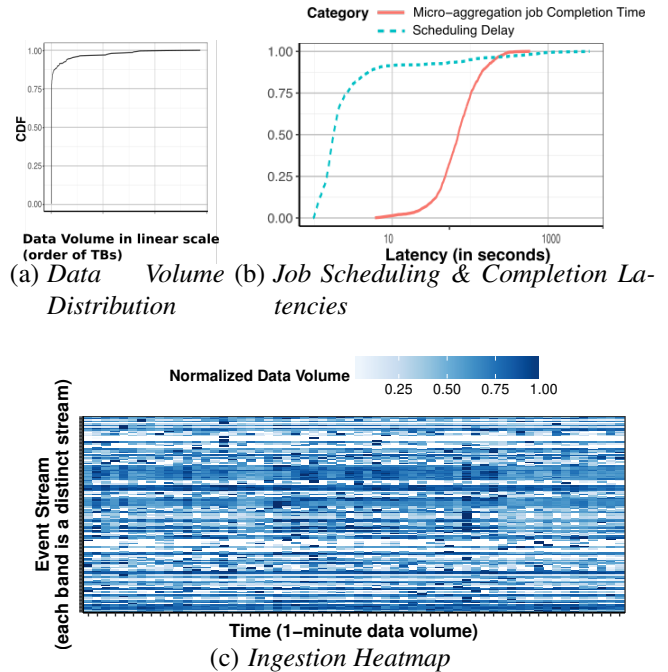 Category
Micro-aggregation job Completion Time
Scheduling Delay
1.00
0.75
0.50
0.25
0.00
CDF
Data Volume in linear scale
(order of TBs)
1.00
0.75
0.50
0.25
0.00
10
1000
Latency (in seconds)
(a) Data Volume
Distribution
(b) Job Scheduling & Completion La-
tencies
Normalized Data Volume
0.25 0.50 0.75 1.00
Event Stream
(each band is a distinct stream)
Time (1−minute data volume)
(c) Ingestion Heatmap